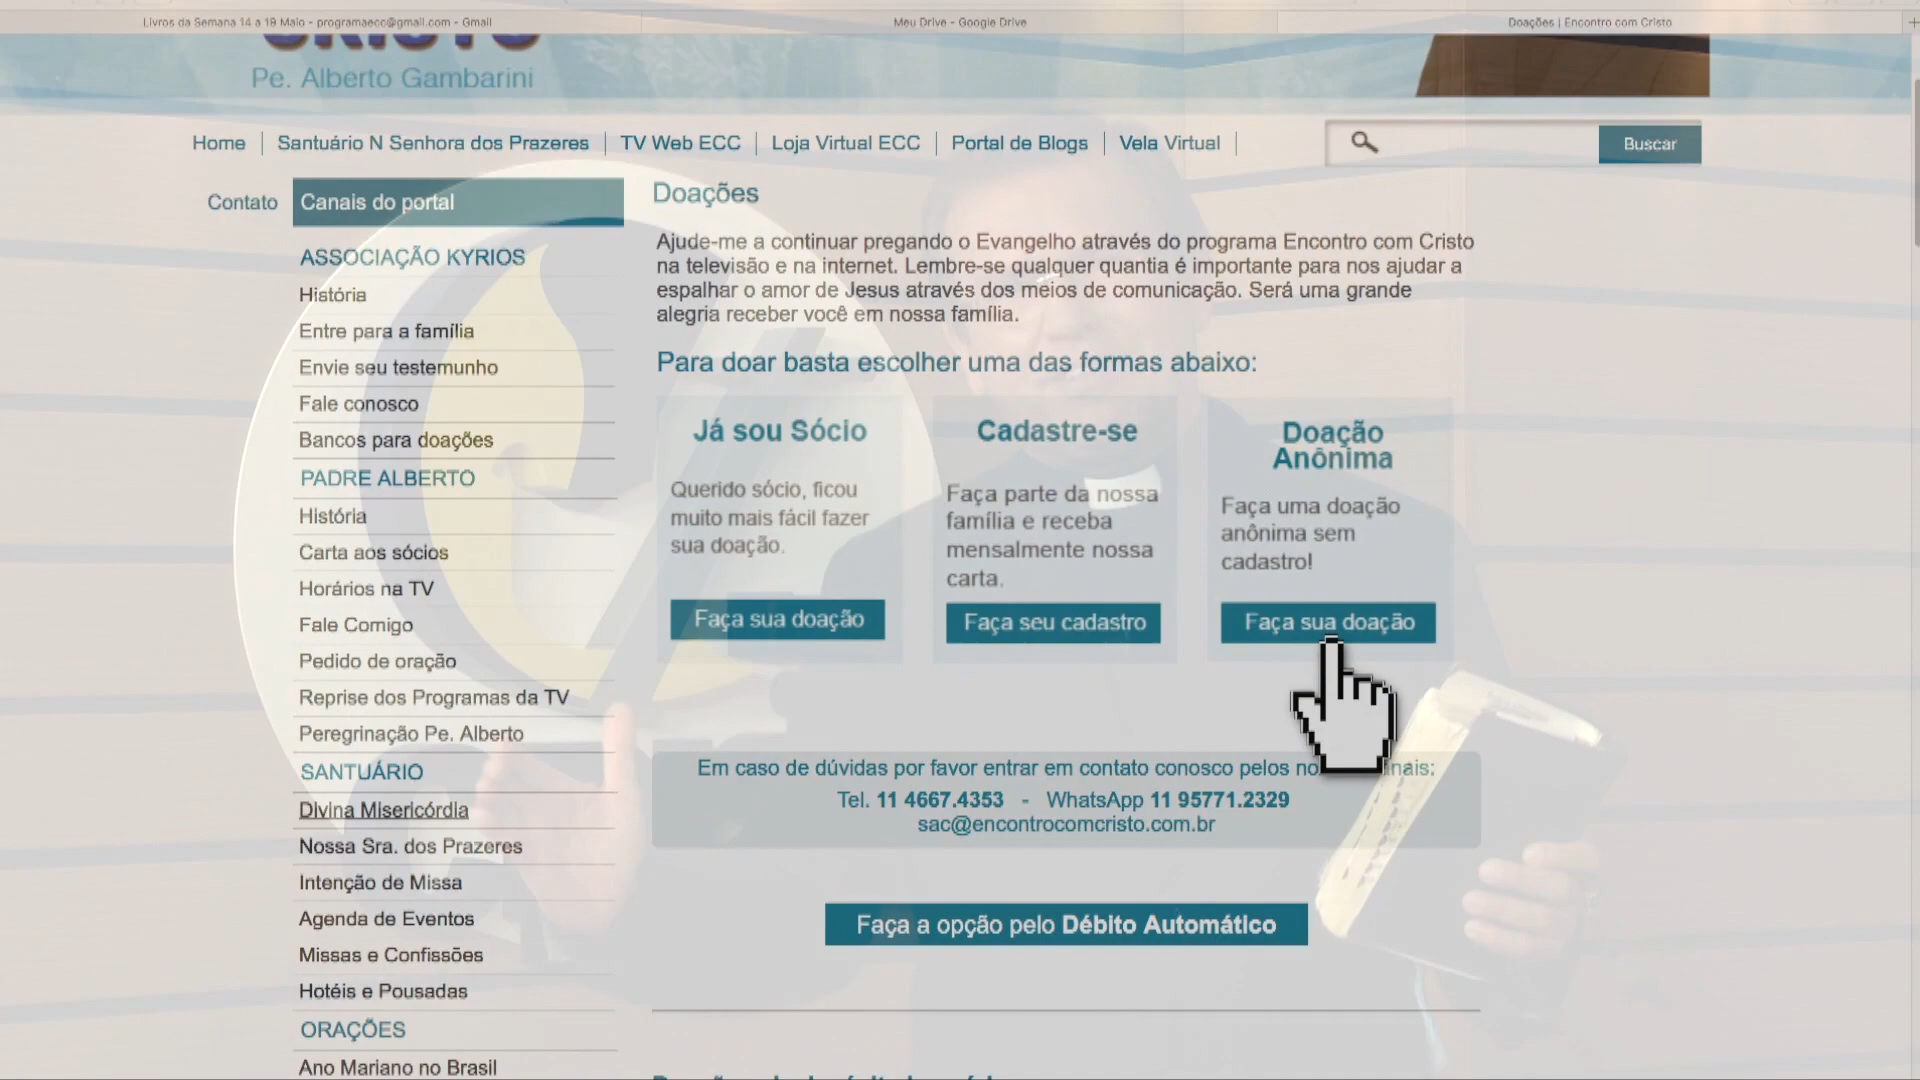 Livros da Semana 14 a 19 Maio - programaecc@gmail.com - Gmail
Meu Drive - Google Drive
Doações | Encontro com Cristo
CRISTO
Pe. Alberto Gambarini
Home
Santuário N Senhora dos Prazeres
TV Web ECC
Loja Virtual ECC
Portal de Blogs
Vela Virtual
Buscar
Contato
Canais do portal
ASSOCIAÇÃO KYRIOS
História
Entre para a família
Envie seu testemunho
Fale conosco
Bancos para doações
PADRE ALBERTO
História
Carta aos sócios
Horários na TV
Fale Comigo
Pedido de oração
Reprise dos Programas da TV
Peregrinação Pe. Alberto
SANTUÁRIO
Divina Misericórdia
Nossa Sra. dos Prazeres
Intenção de Missa
Agenda de Eventos
Missas e Confissões
Hotéis e Pousadas
ORAÇÕES
Ano Mariano no Brasil
Doações
Ajude-me a continuar pregando o Evangelho através do programa Encontro com Cristo
na televisão e na internet. Lembre-se qualquer quantia é importante para nos ajudar a
espalhar o amor de Jesus através dos meios de comunicação. Será uma grande
alegria receber você em nossa família.
Para doar basta escolher uma das formas abaixo:
Já sou Sócio
Querido sócio, ficou
muito mais fácil fazer
sua doação.
Faça sua doação
Cadastre-se
Faça parte da nossa
família e receba
mensalmente nossa
carta.
Faça seu cadastro
Doação
Anônima
Faça uma doação
anônima sem
cadastro!
Faça sua doação
Em caso de dúvidas por favor entrar em contato conosco pelos
Tel. 11 4667.4353 - WhatsApp 11 95771.2329
sac@encontrocomcristo.com.br
Faça a opção pelo Débito Automático